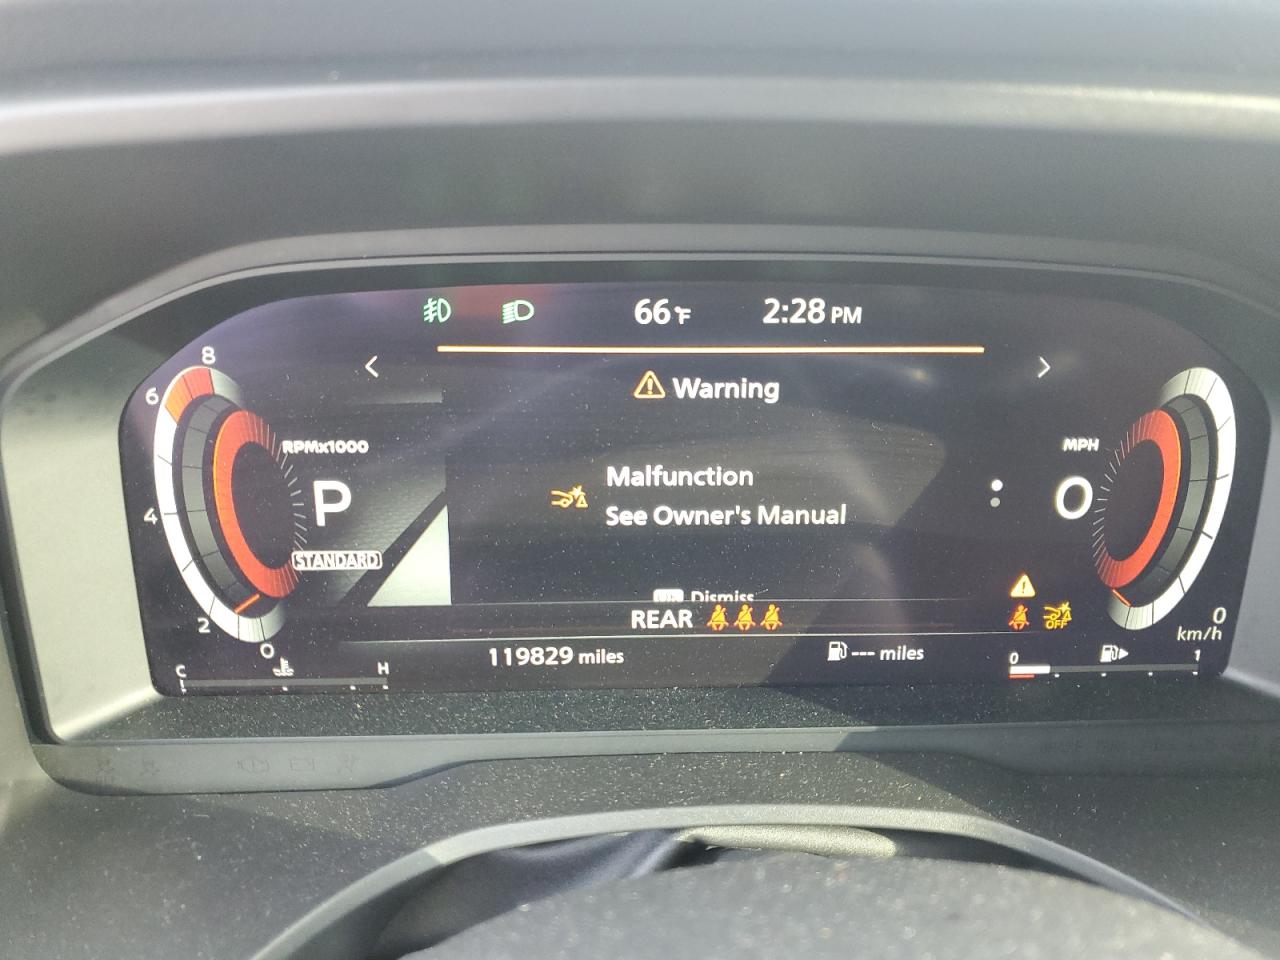 66°F 2:28 PM
Warning
8
6
4
2
0
RPMx1000
P
STANDARD
Malfunction
See Owner's Manual
Dismiss
MPH
0
0
km/h
REAR
OFF
119829 miles
--- miles
C H
0 1